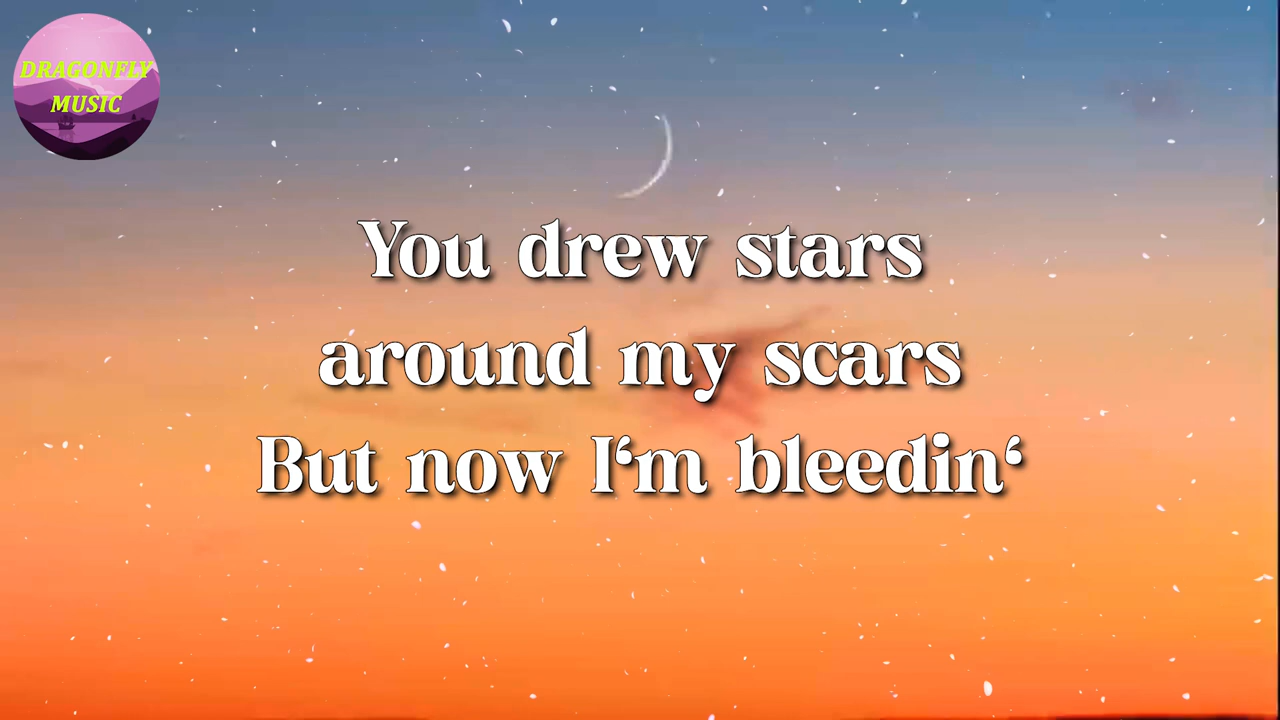 DRAGONFLY
MUSIC
You drew stars
around my scars
But now I‘m bleedin‘